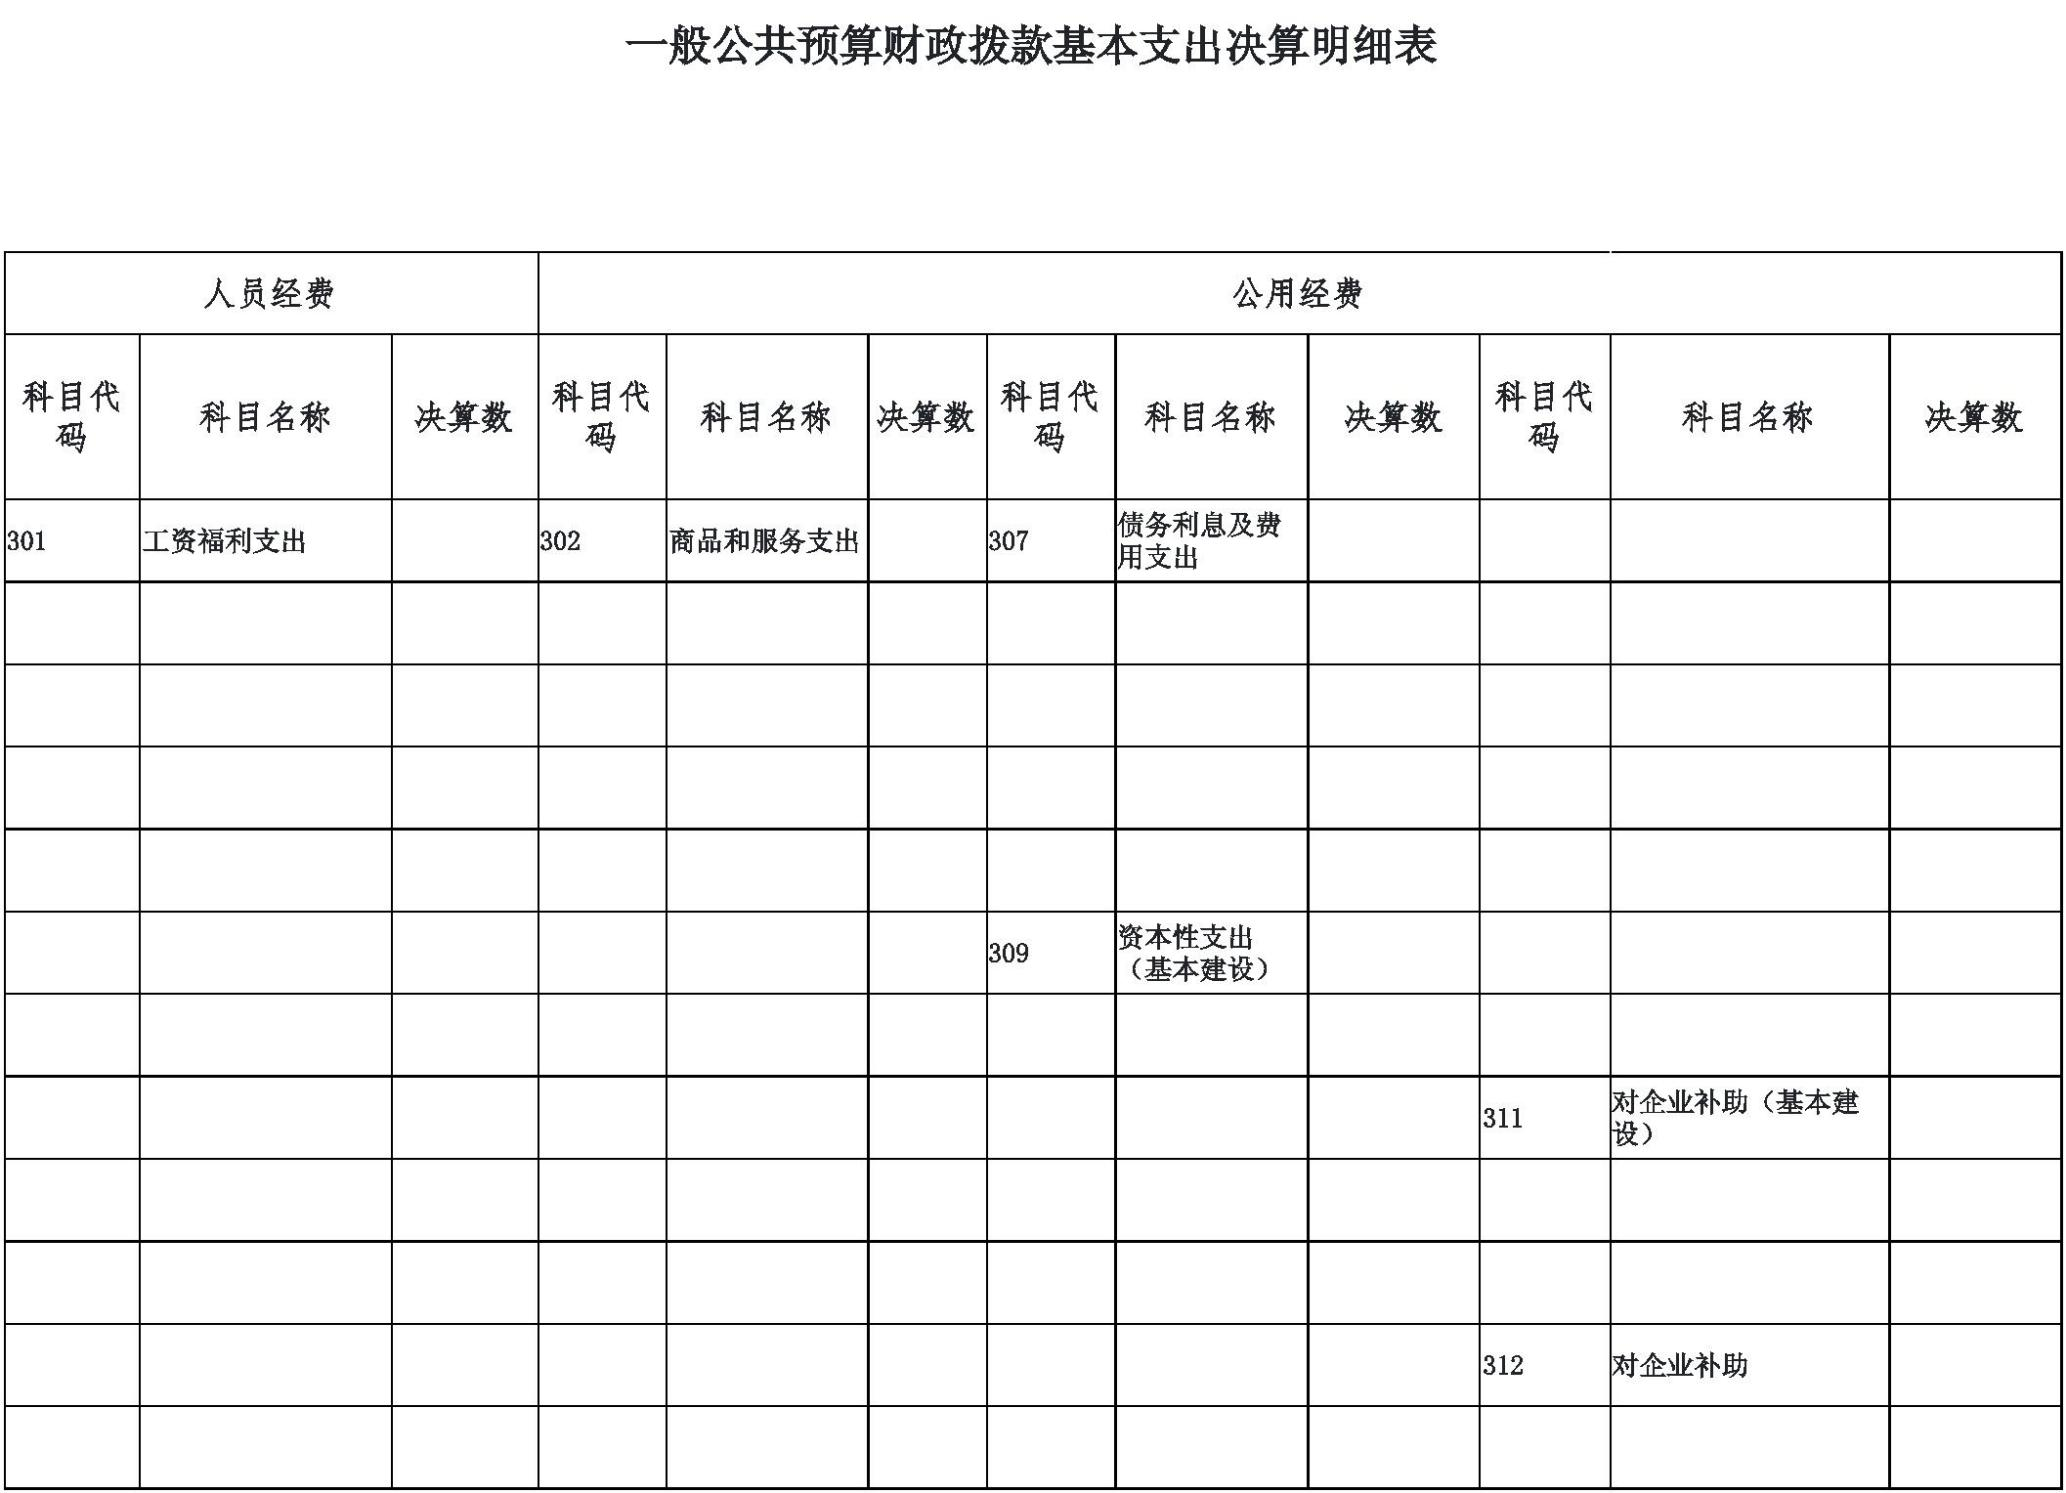 一般公共预算财政拨款基本支出决算明细表
人员经费 公用经费
科目代码 科目名称 决算数 科目代码 科目名称 决算数 科目代码 科目名称 决算数 科目代码 科目名称 决算数
301 工资福利支出 302 商品和服务支出 307 债务利息及费用支出
309 资本性支出（基本建设）
311 对企业补助（基本建设）
312 对企业补助